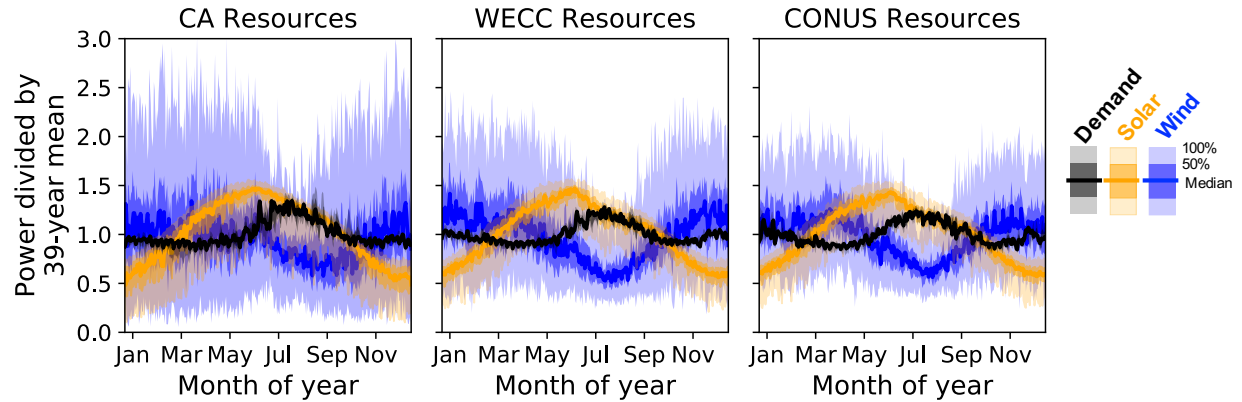 CA Resources
WECC Resources
CONUS Resources
Power divided by
39-year mean
3.0
2.5
2.0
1.5
1.0
0.5
0.0
Jan Mar May Jul Sep Nov
Jan Mar May Jul Sep Nov
Jan Mar May Jul Sep Nov
Month of year
Month of year
Month of year
Demand
Solar
Wind
100%
50%
Median